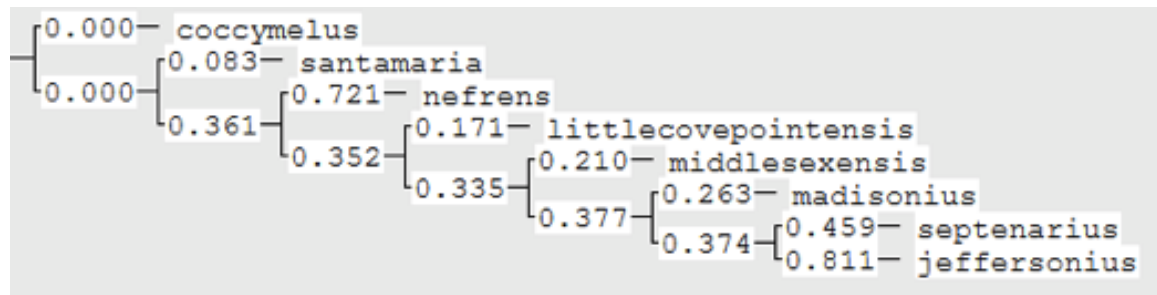 0.000 coccymelus
0.083 santamaria
0.000
0.721 nefrens
0.361
0.171 littlecovepointensis
0.352
0.210 middlesexensis
0.335
0.263 madisonius
0.377
0.459 septenarius
0.374
0.811 jeffersonius